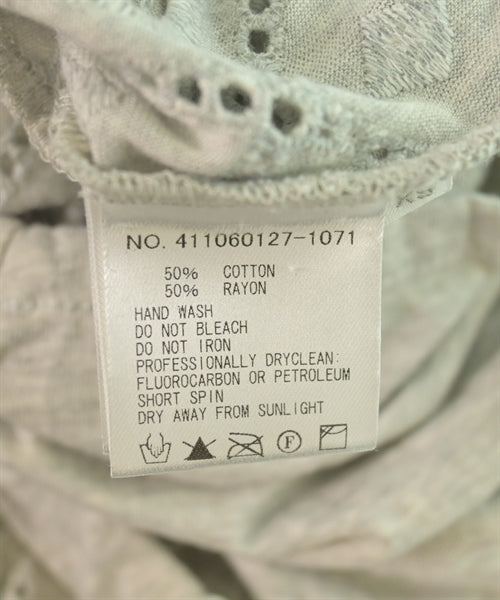 XS
NO. 411060127-1071
50% COTTON
50% RAYON
HAND WASH
DO NOT BLEACH
DO NOT IRON
PROFESSIONALLY DRYCLEAN:
FLUOROCARBON OR PETROLEUM
SHORT SPIN
DRY AWAY FROM SUNLIGHT
F